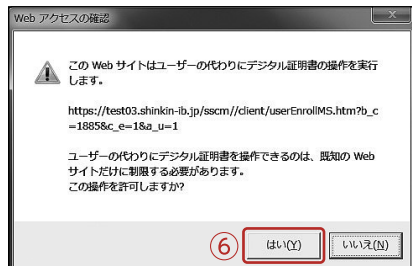 Web アクセスの確認
この Web サイトはユーザーの代わりにデジタル証明書の操作を実行
します。
https://test03.shinkin-ib.jp/sscm//client/userEnrollMS.htm?b_c
=1885&c_e=1&a_u=1
ユーザーの代わりにデジタル証明書を操作できるのは、既知の Web
サイトだけに制限する必要があります。
この操作を許可しますか?
⑥ はい(Y) いいえ(N)